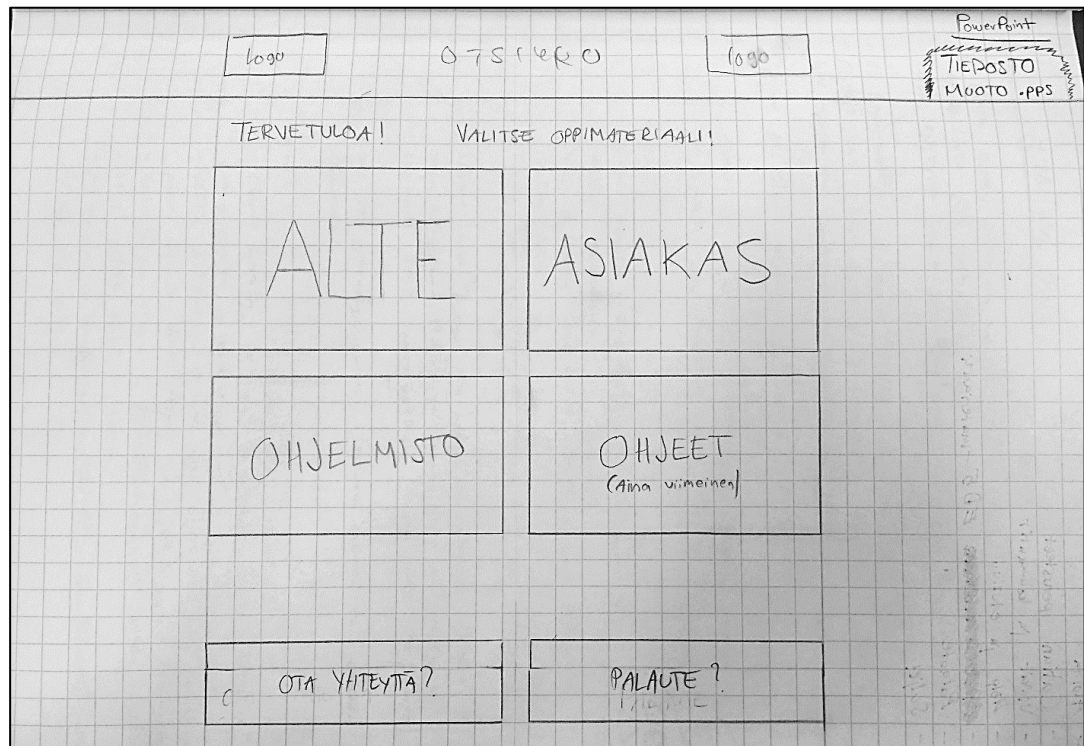 Logo
OTSIKKO
logo
PowerPoint
TIEDOSTO
MUOTO .PPS
TERVETULOA! VALITSE OPPIMATERIAALI!
ALTE
ASIAKAS
OHJELMISTO
OHJEET
(Aina viimeinen)
OTA YHTEYTTÄ?
PALAUTE?